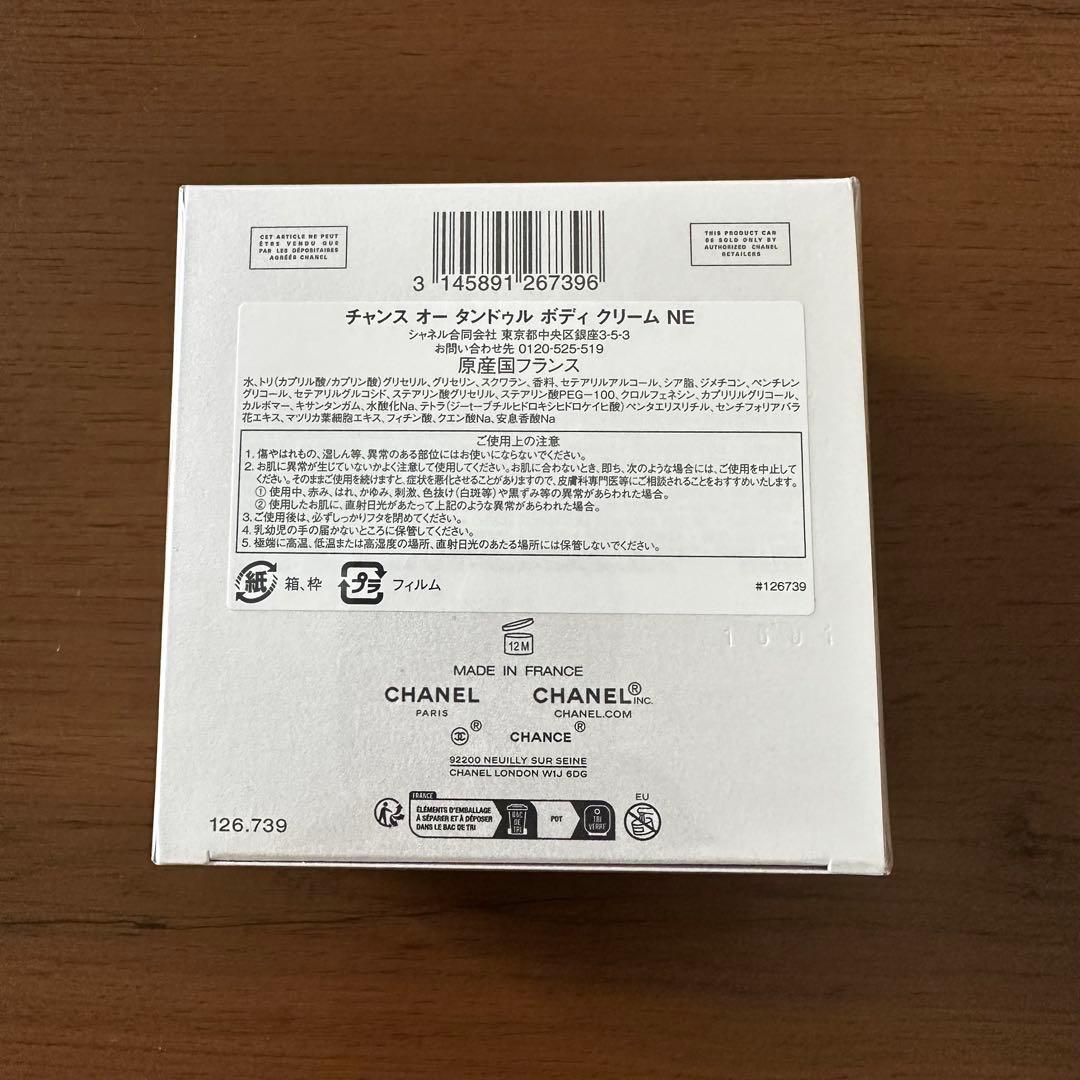 CET ARTICLE NE PEUT
ÊTRE VENDU QUE
PAR LES DÉPOSITAIRES
AGRÉÉS CHANEL
3 145891 267396
THIS PRODUCT CAN
BE SOLD ONLY BY
AUTHORIZED CHANEL
RETAILERS
チャンス オー タンドゥル ボディ クリーム NE
シャネル合同会社 東京都中央区銀座3-5-3
お問い合わせ先 0120-525-519
原産国フランス
水、トリ(カプリル酸/カプリン酸)グリセリル、グリセリン、スクワラン、香料、セテアリルアルコール、シア脂、ジメチコン、ペンチレン
グリコール、セテアリルグルコシド、ステアリン酸グリセリル、ステアリン酸PEG-100、クロルフェネシン、カプリリルグリコール、
カルボマー、キサンタンガム、水酸化Na、テトラ(ジ-t-ブチルヒドロキシヒドロケイヒ酸)ペンタエリスリチル、センチフォリアバラ
花エキス、マツリカ葉細胞エキス、フィチン酸、クエン酸Na、安息香酸Na
ご使用上の注意
1. 傷やはれもの、湿しん等、異常のある部位にはお使いにならないでください。
2. お肌に異常が生じていないかよく注意して使用してください。お肌に合わないとき、即ち、次のような場合には、ご使用を中止して
ください。そのままご使用を続けますと、症状を悪化させることがありますので、皮膚科専門医等にご相談されることをおすすめいたします。
① 使用中、赤み、はれ、かゆみ、刺激、色抜け(白斑等)や黒ずみ等の異常があらわれた場合。
② 使用したお肌に、直射日光があたって上記のような異常があらわれた場合。
3. ご使用後は、必ずしっかりフタを閉めてください。
4. 乳幼児の手の届かないところに保管してください。
5. 極端に高温、低温または高湿度の場所、直射日光のあたる場所には保管しないでください。
紙 箱、枠 プラ フィルム #126739
1001
12M
MADE IN FRANCE
CHANEL CHANEL® INC.
PARIS CHANEL.COM
® CHANCE®
92200 NEUILLY SUR SEINE
CHANEL LONDON W1J 6DG
FRANCE
ÉLÉMENTS D'EMBALLAGE
À SÉPARER ET À DÉPOSER
DANS LE BAC DE TRI
BAC
DE
TRI
POT
TRI
VERRE
EU
126.739